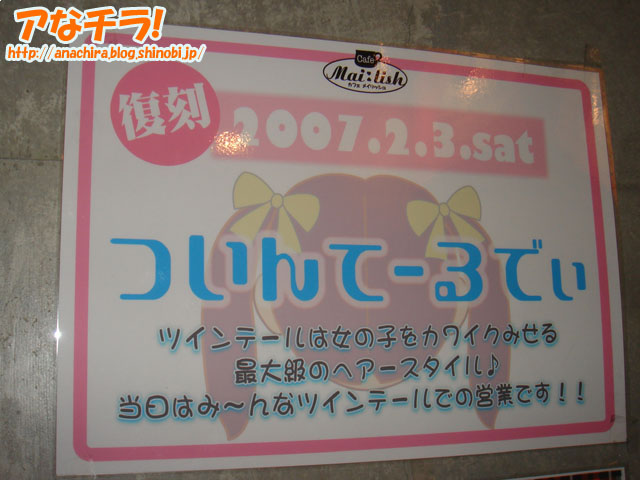 アなチラ!
http://anachira.blog.shinobi.jp/
Cafe
Mai:lish
カフェ メイリッシュ
復刻
2007.2.3.sat
ついんてーるでぃ
ツインテールは女の子をカワイクみせる
最大級のヘアースタイル♪
当日はみ〜んなツインテールでの営業です!!